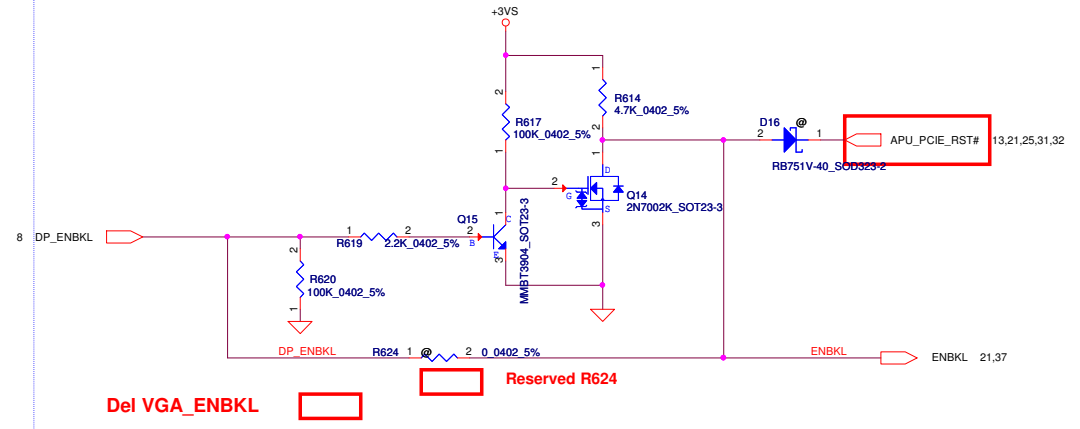 +3VS
1
2
R614
4.7K_0402_5%
2
R617
100K_0402_5%
1
D16
@
2
1
APU_PCIE_RST#
13,21,25,31,32
RB751V-40_SOD323-2
1
D
2
G
S
Q14
2N7002K_SOT23-3
3
1
C
Q15
2
B
E
3
MMBT3904_SOT23-3
8
DP_ENBKL
1
R619
2
2.2K_0402_5%
2
R620
100K_0402_5%
1
DP_ENBKL
R624
1
@
2
0_0402_5%
ENBKL
ENBKL
21,37
Reserved R624
Del VGA_ENBKL